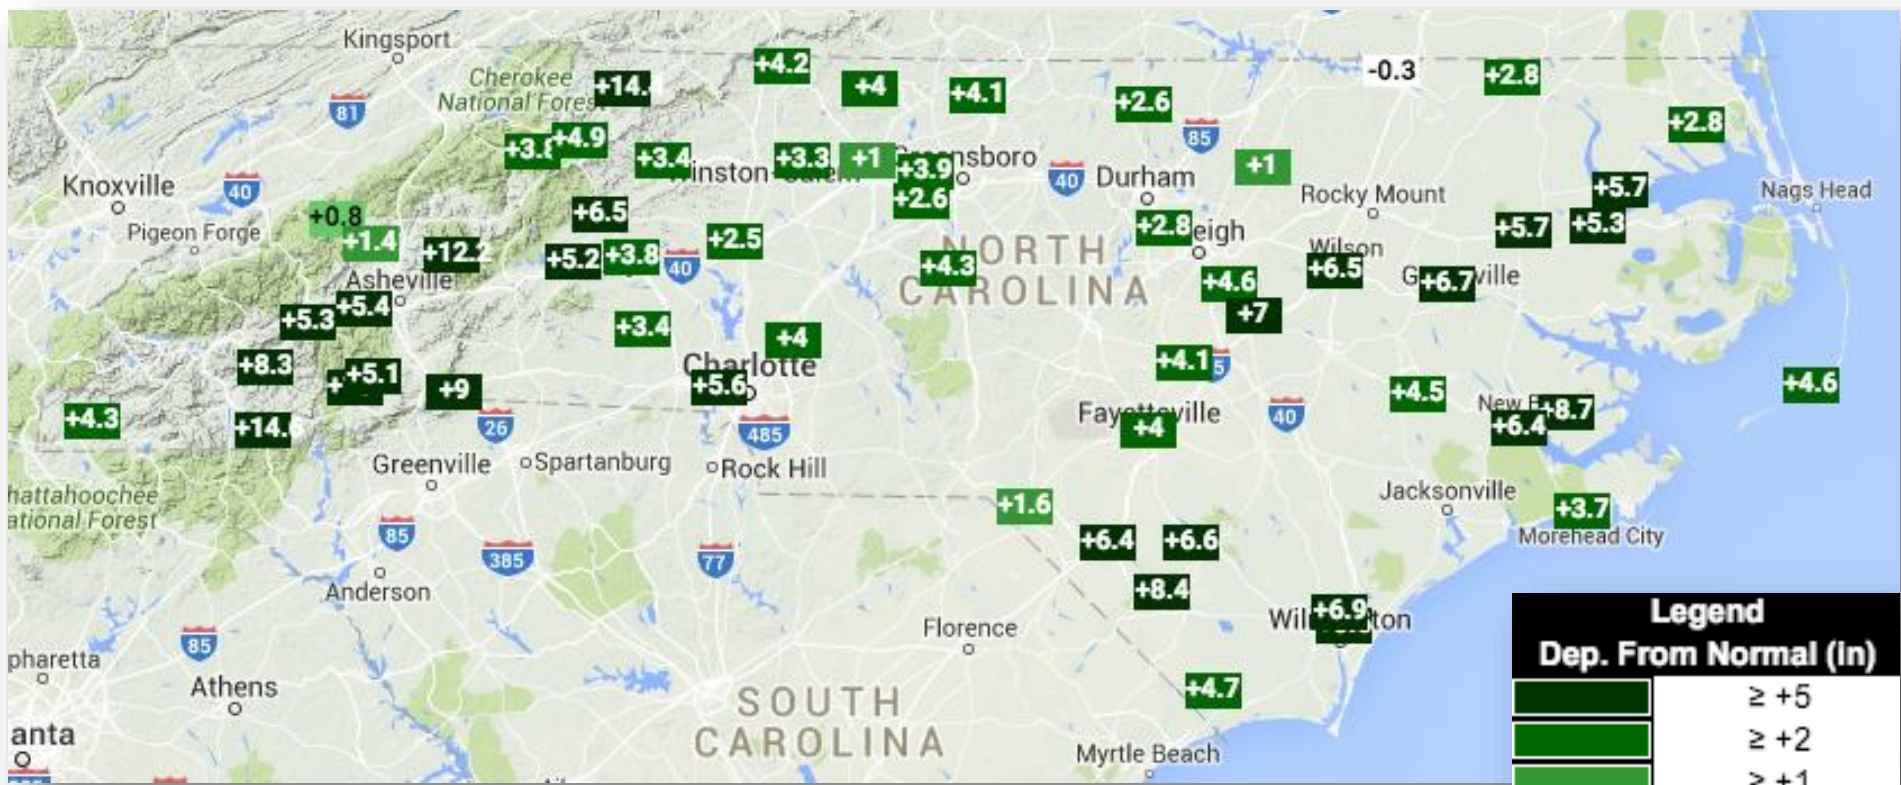 Kingsport
+4.2
-0.3
Cherokee
National Forest
+14.
+4
+4.1
+2.6
+2.8
81
+2.8
85
+3.8
+4.9
+3.4
+3.3
+1
+3.9
+1
Knoxville
40
40
Durham
+5.7
Nags Head
Rocky Mount
+0.8
+6.5
+2.6
Pigeon Forge
+1.4
+12.2
+2.5
+2.8
eigh
+5.7
+5.3
NORTH
CAROLINA
Wilson
+5.2
+3.8
40
+4.3
+6.5
Asheville
+4.6
+6.7
+5.3
+5.4
+7
+3.4
+4
+8.3
+5.1
+9
Charlotte
+5.6
+4.1
5
+4.5
+4.6
+4.3
+14.6
26
485
Fayetteville
+4
40
+8.7
+6.4
Greenville
Spartanburg
Rock Hill
hattahoochee
ational Forest
+1.6
Jacksonville
+3.7
Morehead City
85
385
77
+6.4
+6.6
Anderson
+8.4
85
Florence
+6.9
pharetta
Athens
SOUTH
CAROLINA
+4.7
anta
Myrtle Beach
Legend
Dep. From Normal (in)
≥ +5
≥ +2
≥ +1